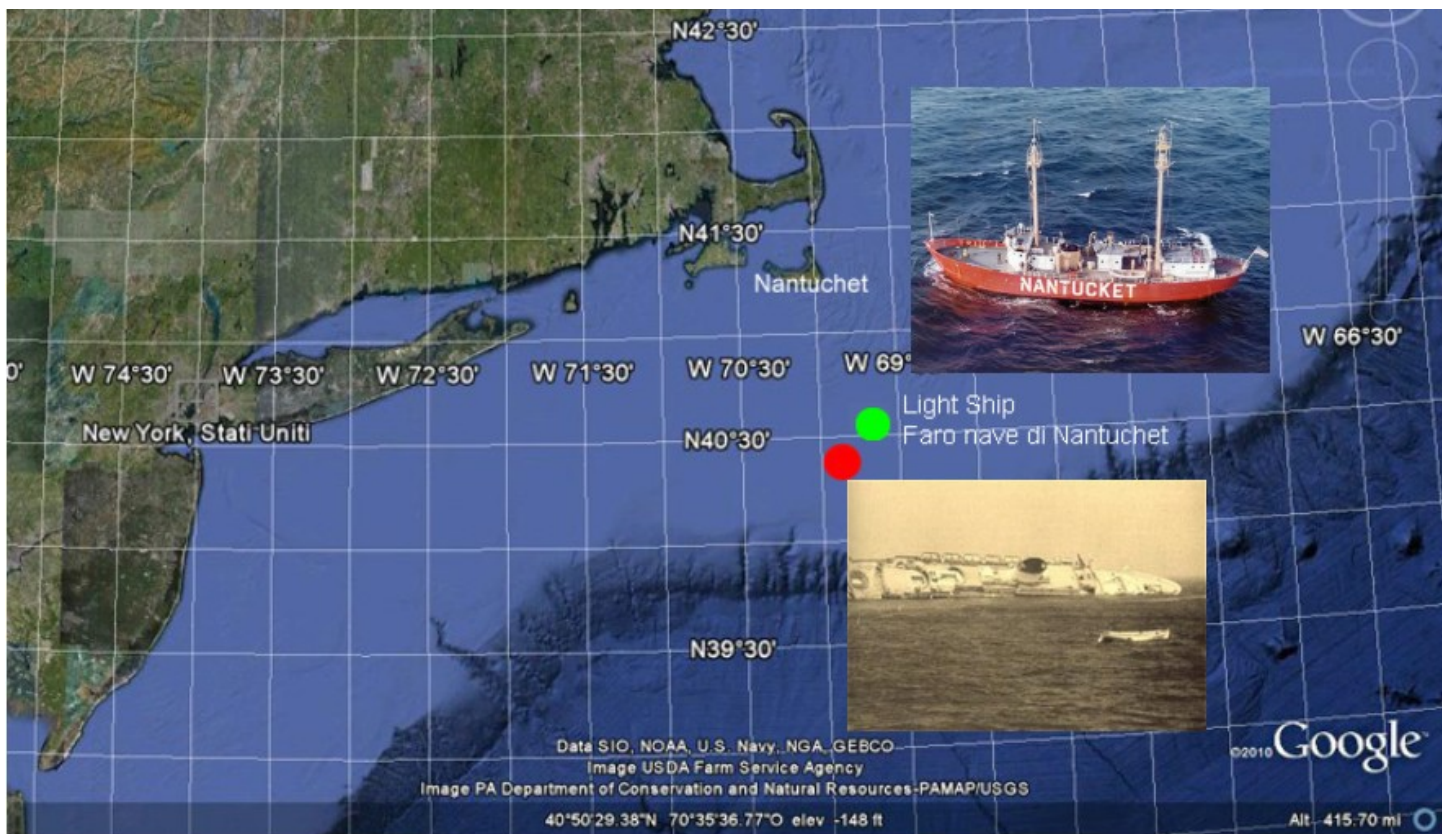 N42°30'
N41°30'
Nantuchet
NANTUCKET
W 66°30'
0'
W 74°30'
W 73°30'
W 72°30'
W 71°30'
W 70°30'
W 69°
Light Ship
Faro nave di Nantuchet
New York, Stati Uniti
N40°30'
N39°30'
Data SIO, NOAA, U.S. Navy, NGA, GEBCO
Image USDA Farm Service Agency
Image PA Department of Conservation and Natural Resources-PAMAP/USGS
©2010 Google
40°50'29.38"N 70°35'36.77"O elev -148 ft
Alt 415.70 mi